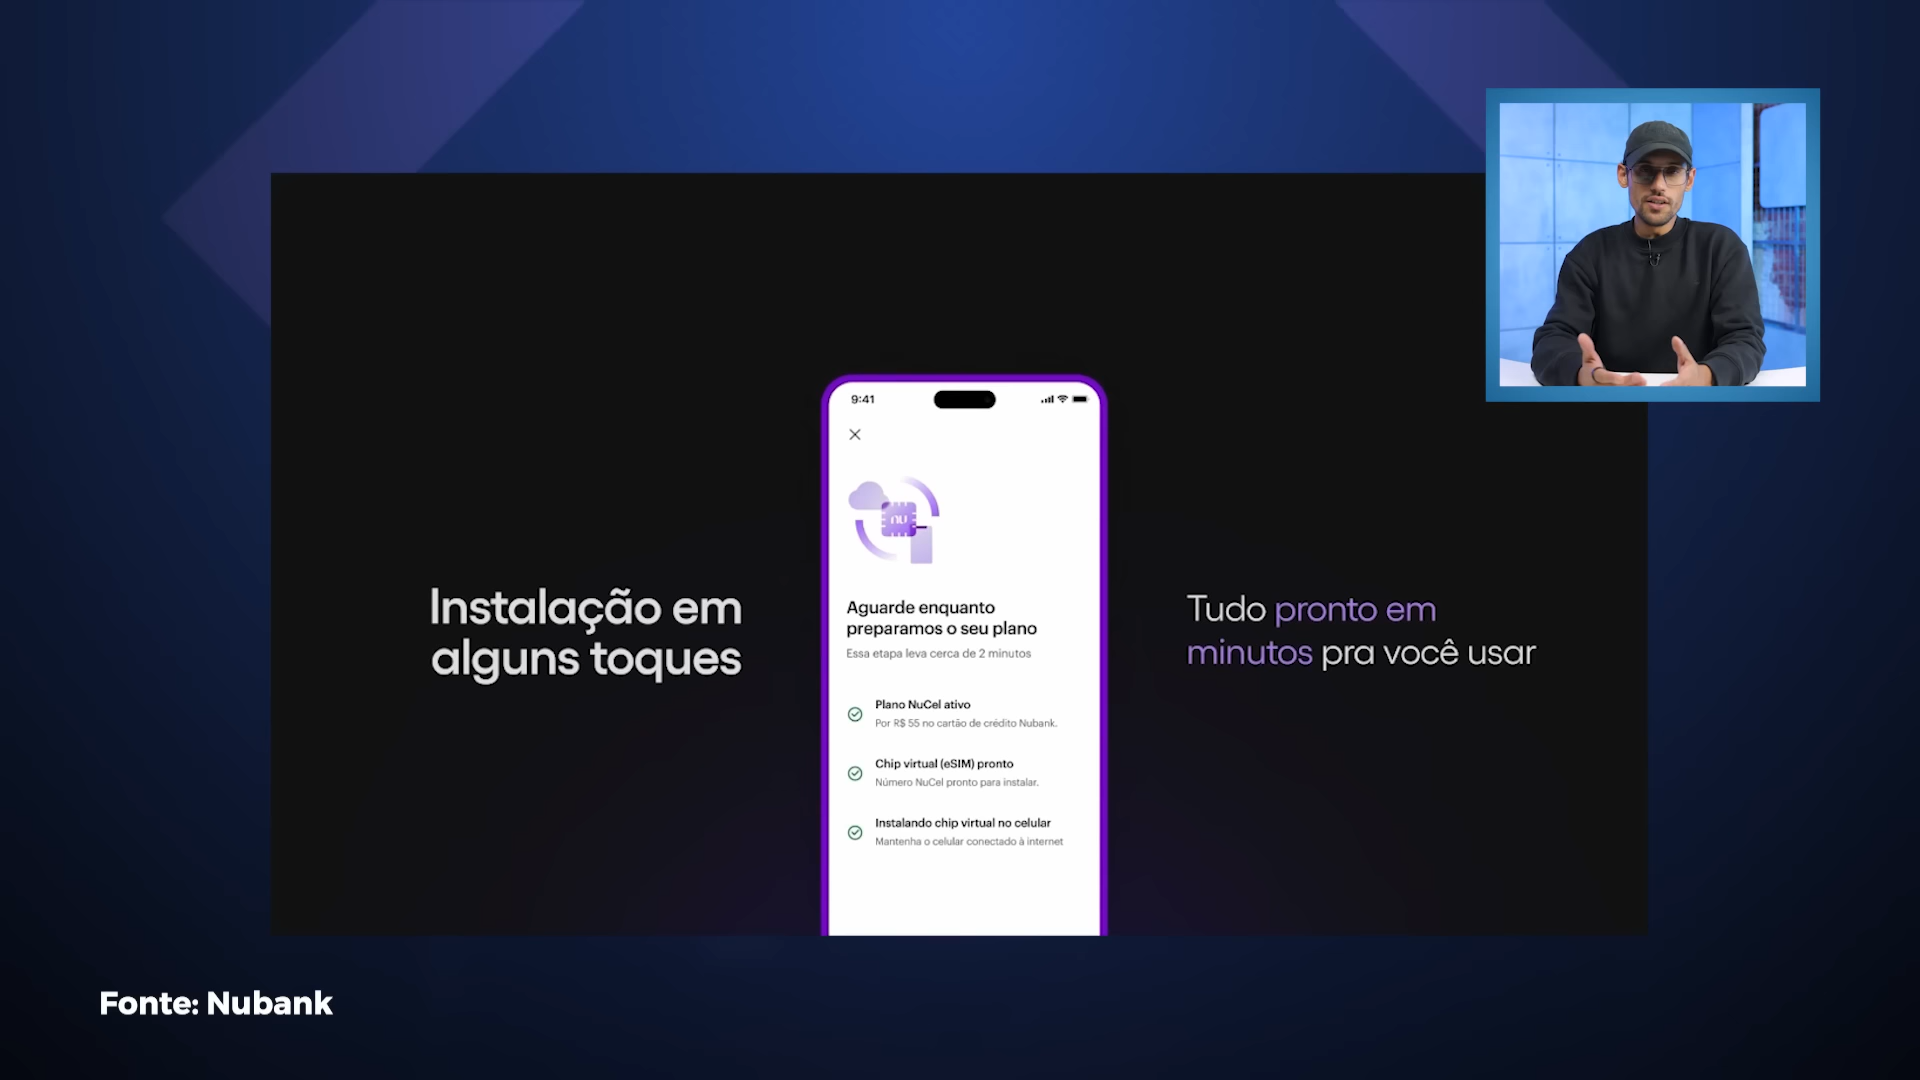 Instalação em
alguns toques
9:41
nu
Aguarde enquanto
preparamos o seu plano
Essa etapa leva cerca de 2 minutos
Plano NuCel ativo
Por R$ 55 no cartão de crédito Nubank.
Chip virtual (eSIM) pronto
Número NuCel pronto para instalar.
Instalando chip virtual no celular
Mantenha o celular conectado à internet
Tudo pronto em
minutos pra você usar
Fonte: Nubank